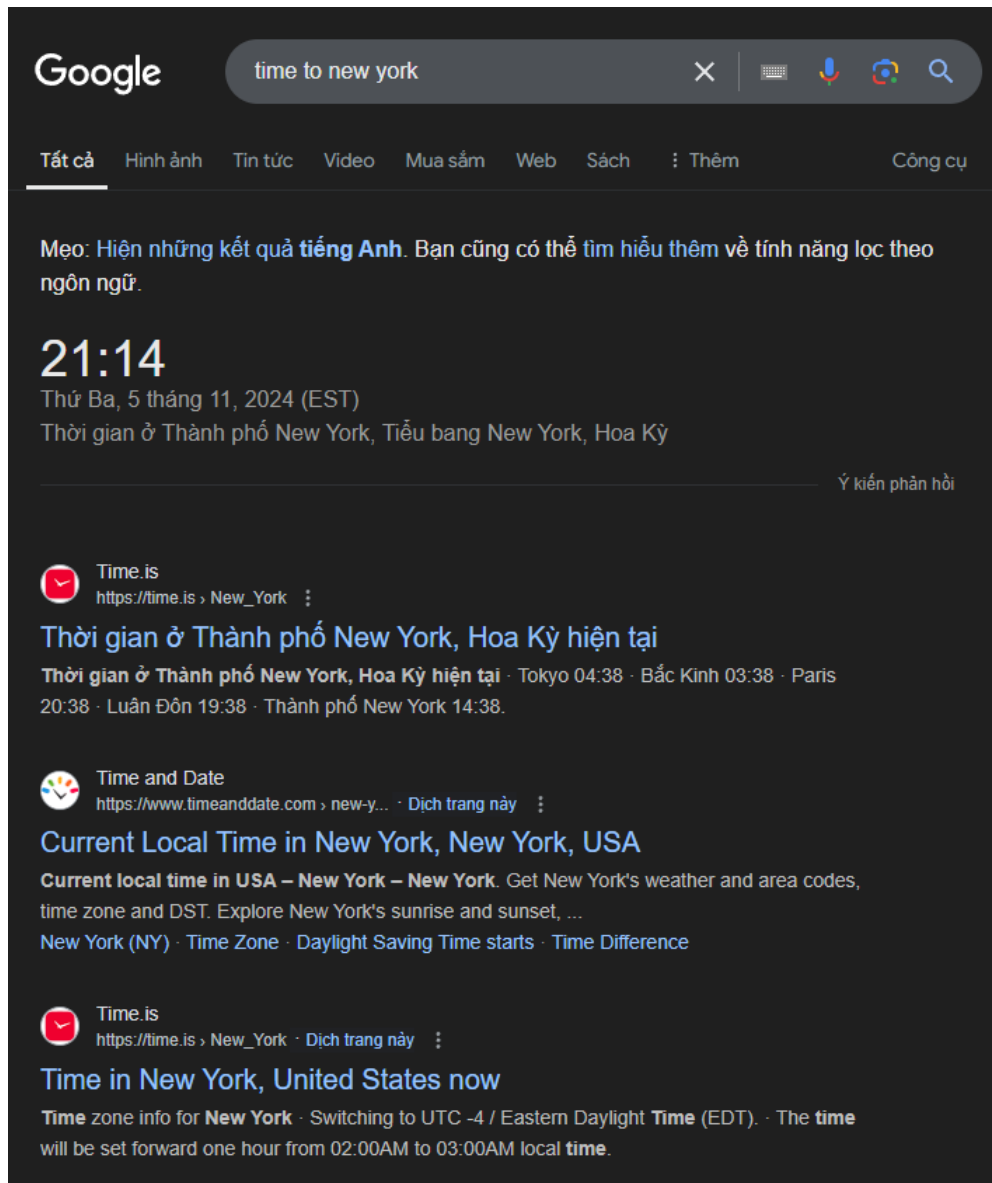 Google
time to new york
Tất cả Hình ảnh Tin tức Video Mua sắm Web Sách Thêm Công cụ
Mẹo: Hiện những kết quả tiếng Anh. Bạn cũng có thể tìm hiểu thêm về tính năng lọc theo
ngôn ngữ.
21:14
Thứ Ba, 5 tháng 11, 2024 (EST)
Thời gian ở Thành phố New York, Tiểu bang New York, Hoa Kỳ
Ý kiến phản hồi
Time.is
https://time.is › New_York
Thời gian ở Thành phố New York, Hoa Kỳ hiện tại
Thời gian ở Thành phố New York, Hoa Kỳ hiện tại · Tokyo 04:38 · Bắc Kinh 03:38 · Paris
20:38 · Luân Đôn 19:38 · Thành phố New York 14:38.
Time and Date
https://www.timeanddate.com › new-y... · Dịch trang này
Current Local Time in New York, New York, USA
Current local time in USA – New York – New York. Get New York's weather and area codes,
time zone and DST. Explore New York's sunrise and sunset, ...
New York (NY) · Time Zone · Daylight Saving Time starts · Time Difference
Time.is
https://time.is › New_York · Dịch trang này
Time in New York, United States now
Time zone info for New York · Switching to UTC -4 / Eastern Daylight Time (EDT). · The time
will be set forward one hour from 02:00AM to 03:00AM local time.